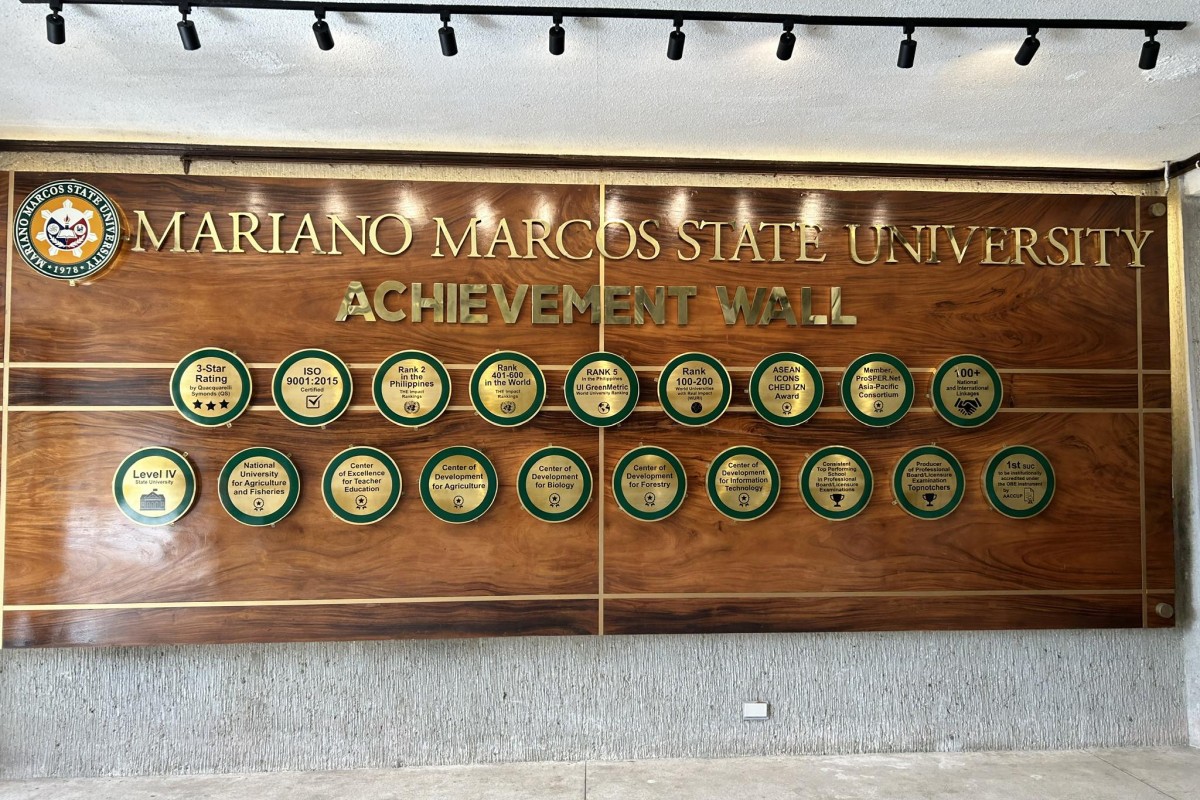 MARIANO MARCOS STATE UNIVERSITY
• 1978 •
MARIANO MARCOS STATE UNIVERSITY
ACHIEVEMENT WALL
3-Star
Rating
by Quacquarelli
Symonds (QS)
ISO
9001:2015
Certified
Rank 2
in the
Philippines
THE Impact
Rankings
Rank
401-600
in the World
THE Impact
Rankings
RANK 5
in the Philippines
UI GreenMetric
World University Ranking
Rank
100-200
World Universities
with Real Impact
(WURI)
ASEAN
ICONS
CHED IZN
Award
Member,
ProSPER.Net
Asia-Pacific
Consortium
100+
National and
International
Linkages
Level IV
State University
National
University
for Agriculture
and Fisheries
Center
of Excellence
for Teacher
Education
Center of
Development
for Agriculture
Center of
Development
for Biology
Center of
Development
for Forestry
Center of
Development
for Information
Technology
Consistent
Top Performing
School
in Professional
Board/Licensure
Examinations
Producer
of Professional
Board/Licensure
Examination
Topnotchers
1st SUC
to be institutionally
accredited under
the OBE instrument
by
AACCUP